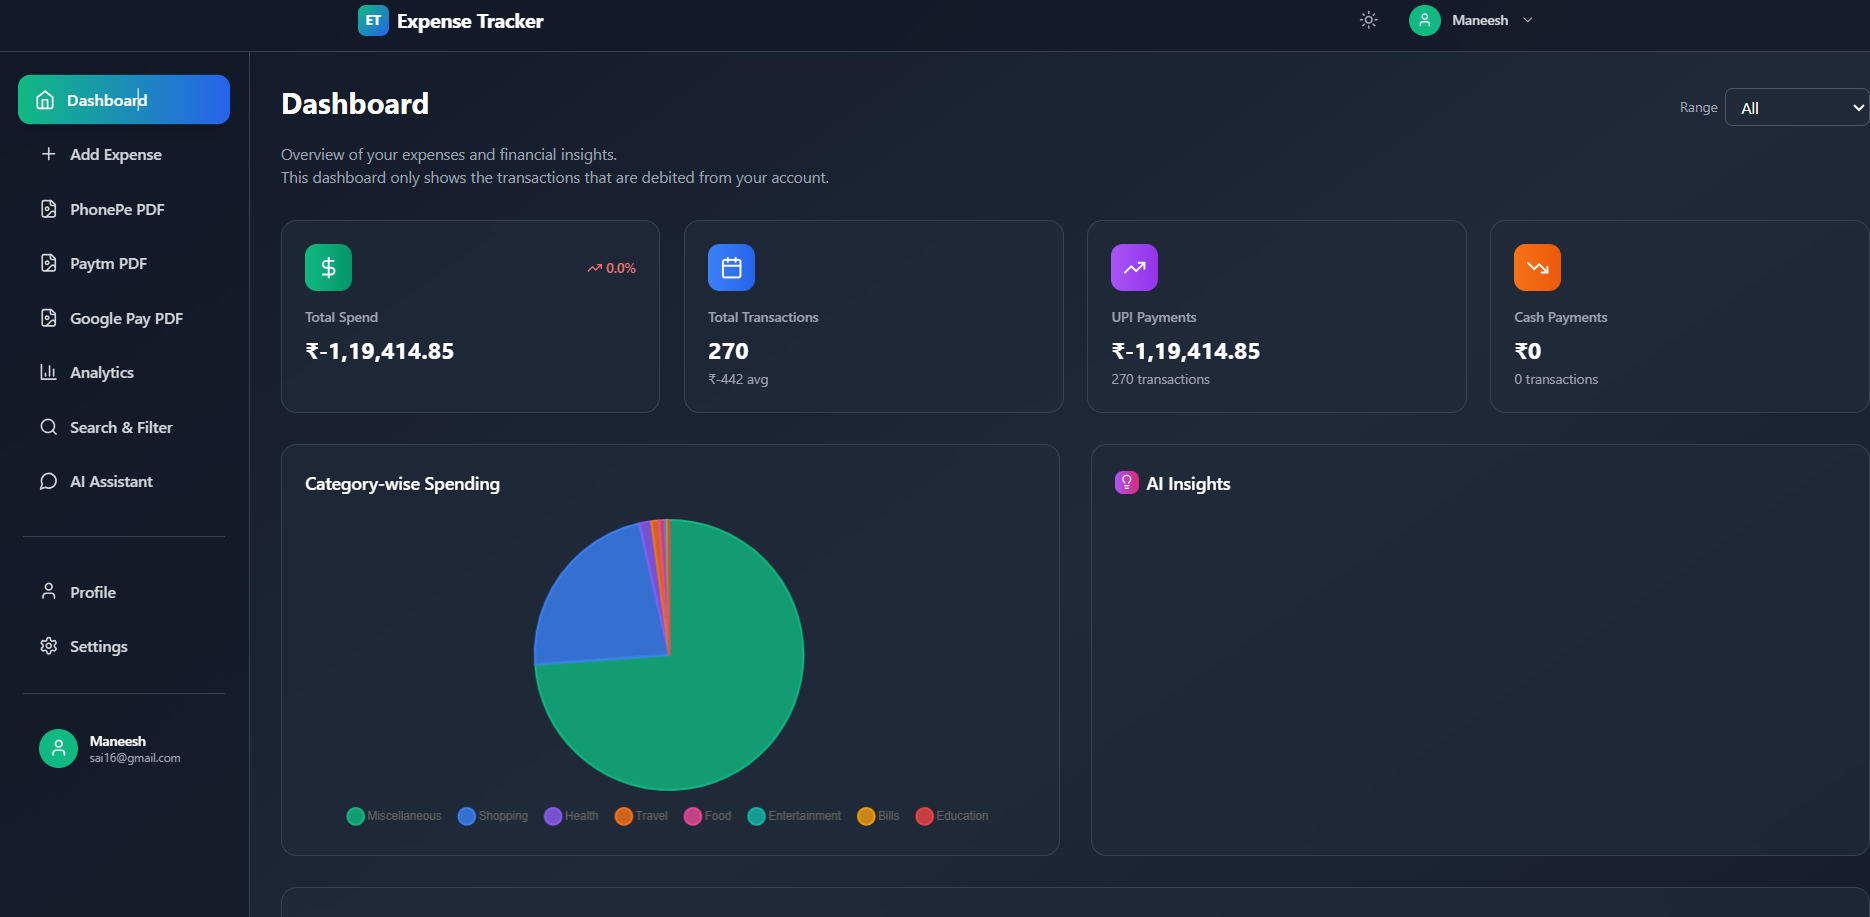 ET Expense Tracker
Maneesh
Dashboard
Add Expense
PhonePe PDF
Paytm PDF
Google Pay PDF
Analytics
Search & Filter
AI Assistant
Profile
Settings
Maneesh
sai16@gmail.com
Dashboard
Range All
Overview of your expenses and financial insights.
This dashboard only shows the transactions that are debited from your account.
$
0.0%
Total Spend
₹-1,19,414.85
Total Transactions
270
₹-442 avg
UPI Payments
₹-1,19,414.85
270 transactions
Cash Payments
₹0
0 transactions
Category-wise Spending
Miscellaneous Shopping Health Travel Food Entertainment Bills Education
AI Insights